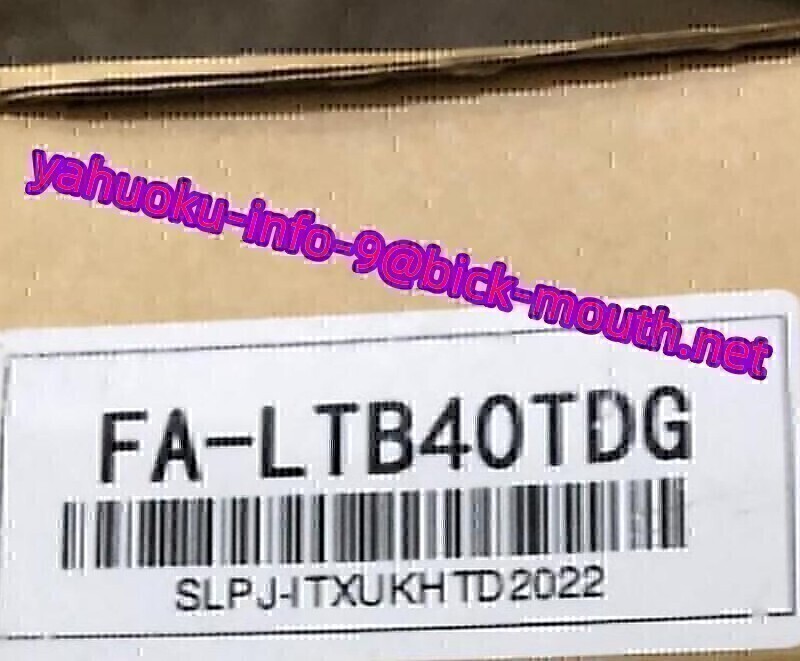 yahuoku-info-9@bick-mouth.net
FA-LTB40TDG
SLPJ-ITXUKHTD2022